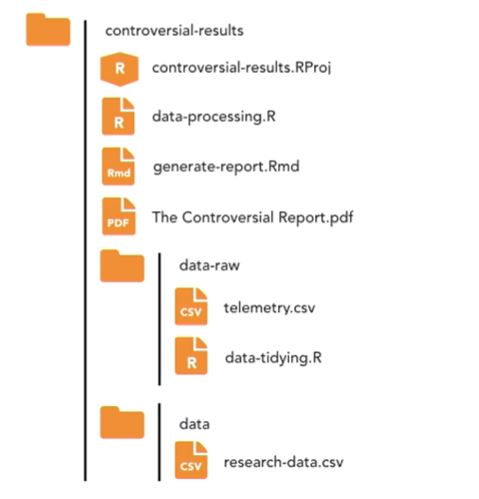 controversial-results
R controversial-results.RProj
R data-processing.R
Rmd generate-report.Rmd
PDF The Controversial Report.pdf
data-raw
CSV telemetry.csv
R data-tidying.R
data
CSV research-data.csv